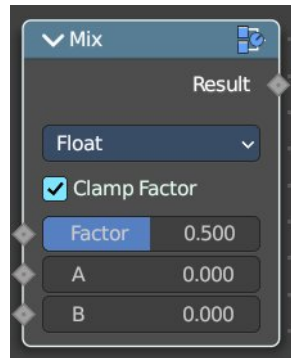 Mix
Result
Float
Clamp Factor
Factor 0.500
A 0.000
B 0.000